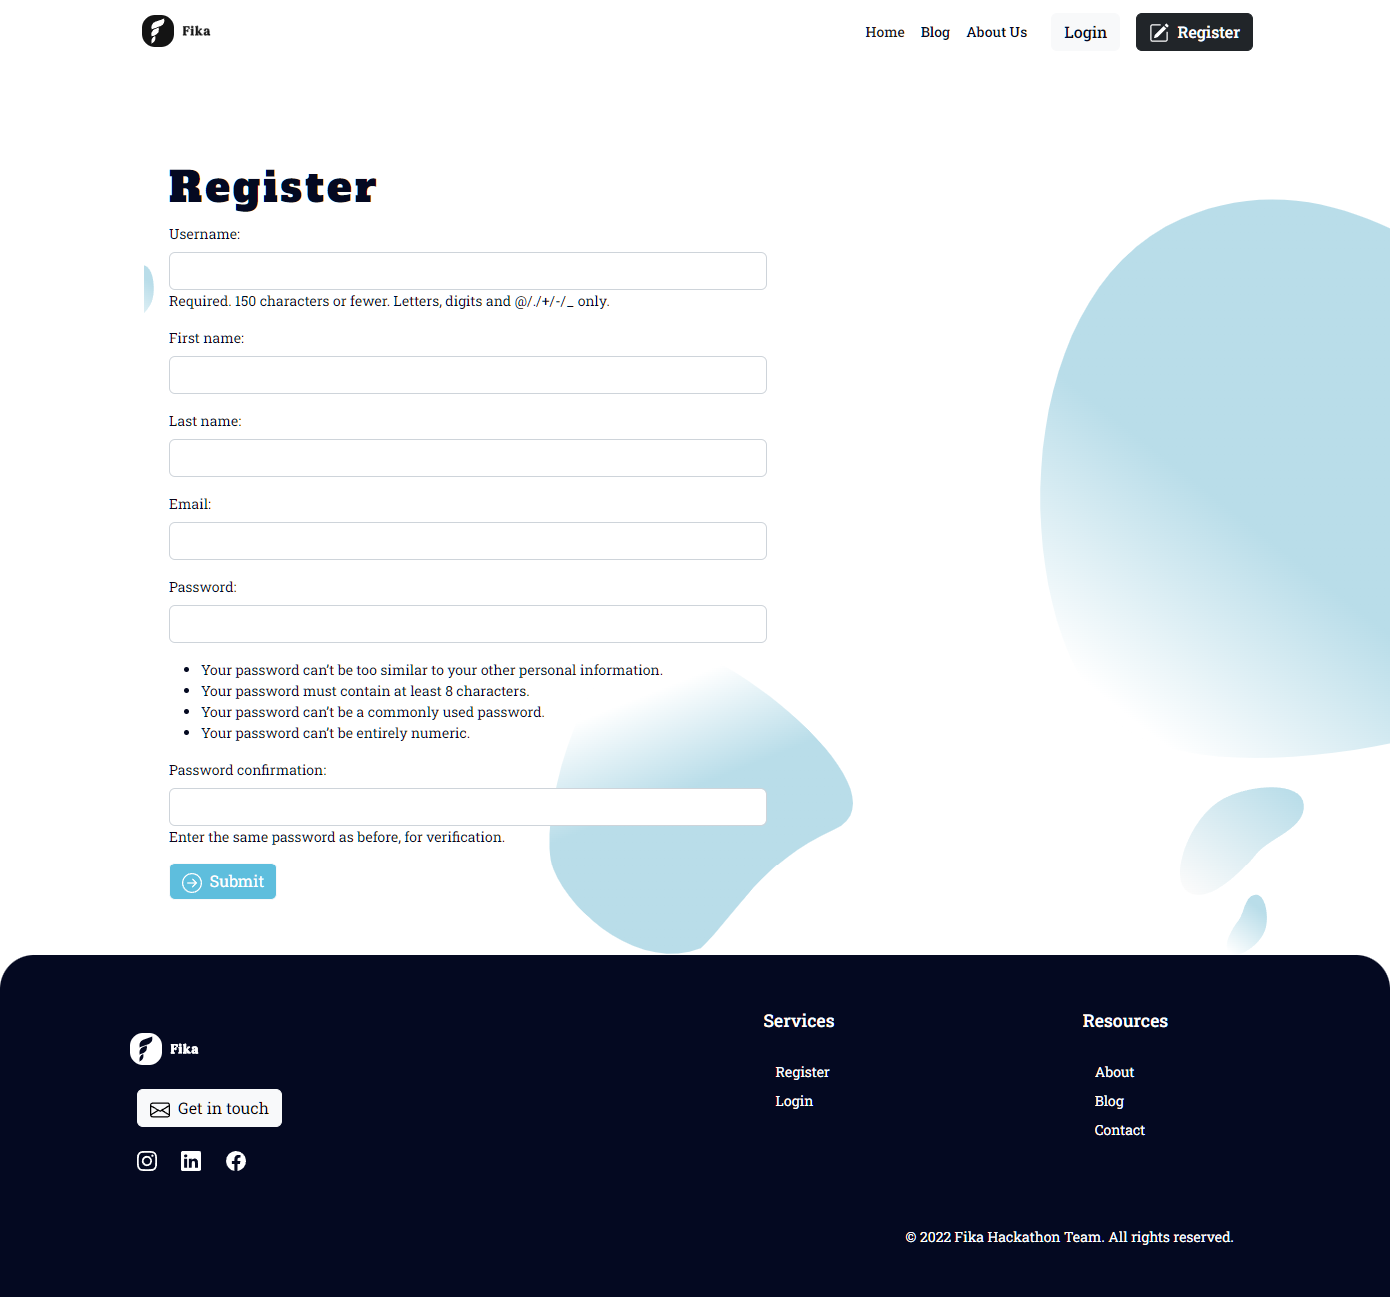 Fika
Home Blog About Us Login Register
Register
Username:
Required. 150 characters or fewer. Letters, digits and @/./+/-/_ only.
First name:
Last name:
Email:
Password:
Your password can’t be too similar to your other personal information.
Your password must contain at least 8 characters.
Your password can’t be a commonly used password.
Your password can’t be entirely numeric.
Password confirmation:
Enter the same password as before, for verification.
Submit
Fika
Get in touch
Services
Register
Login
Resources
About
Blog
Contact
© 2022 Fika Hackathon Team. All rights reserved.